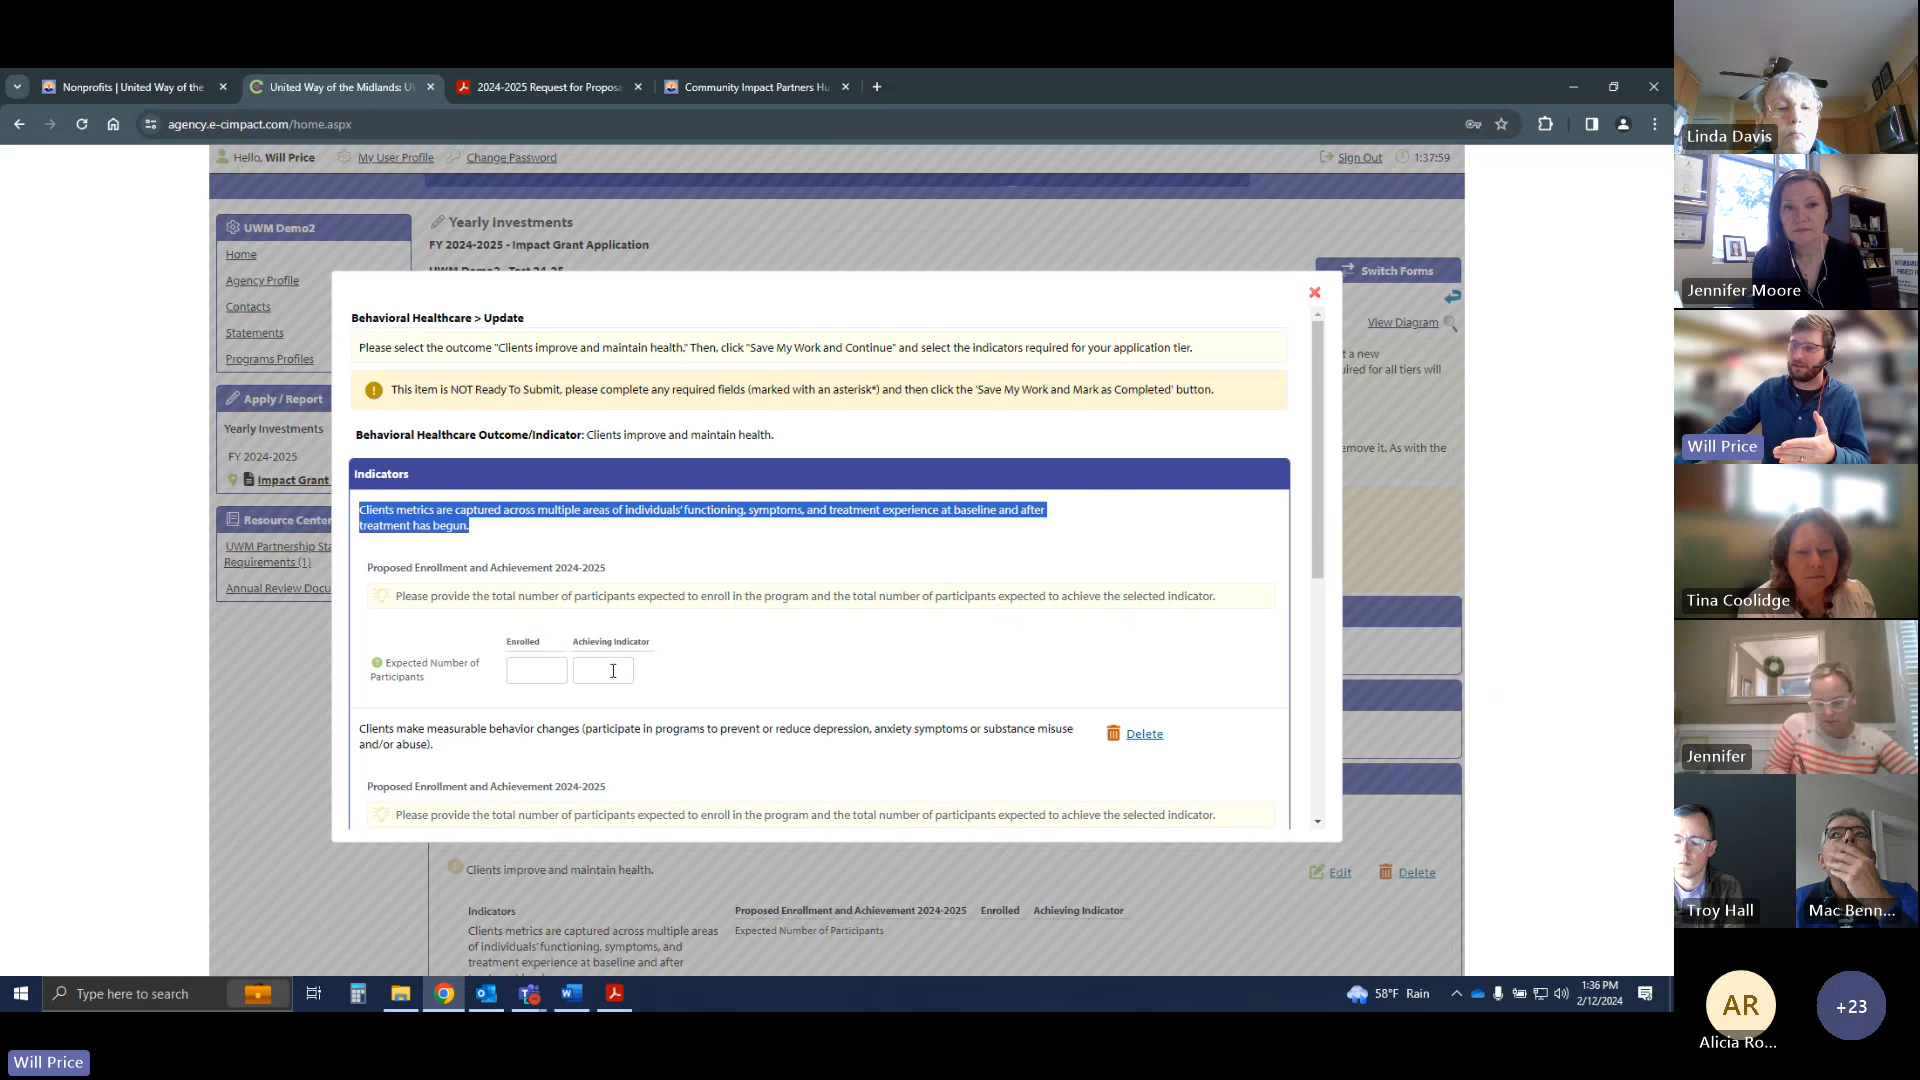 Nonprofits | United Way of the
United Way of the Midlands: U
2024-2025 Request for Propos
Community Impact Partners Hu
agency.e-cimpact.com/home.aspx
Hello, Will Price
My User Profile
Change Password
Sign Out
1:37:59
UWM Demo2
Home
Agency Profile
Contacts
Statements
Programs Profiles
Apply / Report
Yearly Investments
FY 2024-2025
Impact Grant
Resource Center
UWM Partnership Sta
Requirements (1)
Annual Review Docu
Yearly Investments
FY 2024-2025 - Impact Grant Application
UWM Demo2 - Test 24-25
Switch Forms
View Diagram
t a new
uired for all tiers will
emove it. As with the
Behavioral Healthcare > Update
Please select the outcome "Clients improve and maintain health." Then, click "Save My Work and Continue" and select the indicators required for your application tier.
This item is NOT Ready To Submit, please complete any required fields (marked with an asterisk*) and then click the 'Save My Work and Mark as Completed' button.
Behavioral Healthcare Outcome/Indicator: Clients improve and maintain health.
Indicators
Clients metrics are captured across multiple areas of individuals' functioning, symptoms, and treatment experience at baseline and after
treatment has begun.
Proposed Enrollment and Achievement 2024-2025
Please provide the total number of participants expected to enroll in the program and the total number of participants expected to achieve the selected indicator.
Enrolled
Achieving Indicator
Expected Number of
Participants
Clients make measurable behavior changes (participate in programs to prevent or reduce depression, anxiety symptoms or substance misuse
and/or abuse).
Delete
Proposed Enrollment and Achievement 2024-2025
Please provide the total number of participants expected to enroll in the program and the total number of participants expected to achieve the selected indicator.
Clients improve and maintain health.
Edit
Delete
Indicators
Proposed Enrollment and Achievement 2024-2025
Enrolled
Achieving Indicator
Clients metrics are captured across multiple areas
Expected Number of Participants
of individuals' functioning, symptoms, and
treatment experience at baseline and after
Type here to search
58°F Rain
1:36 PM
2/12/2024
Will Price
Linda Davis
Jennifer Moore
Will Price
Tina Coolidge
Jennifer
Troy Hall
Mac Benn...
AR
+23
Alicia Ro...